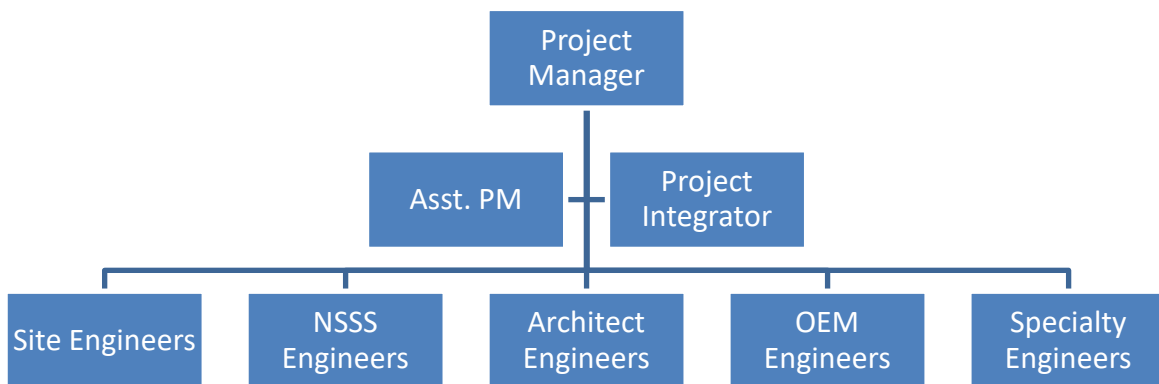 Project
Manager
Asst. PM
Project
Integrator
Site Engineers
NSSS
Engineers
Architect
Engineers
OEM
Engineers
Specialty
Engineers